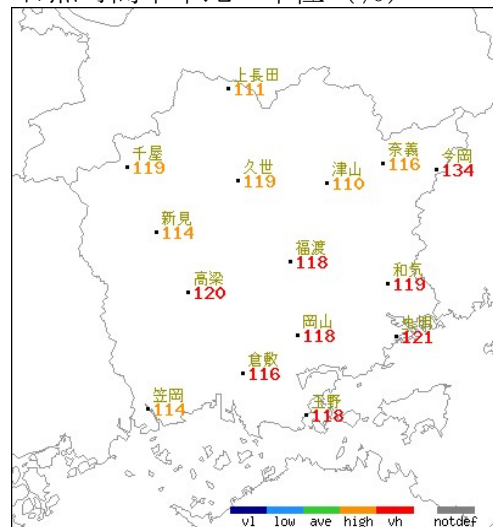 上長田
111
千屋
119
久世
119
津山
110
奈義
116
今岡
134
新見
114
福渡
118
和気
119
高梁
120
岡山
118
虫明
121
倉敷
116
笠岡
114
玉野
118
vl low ave high vh notdef